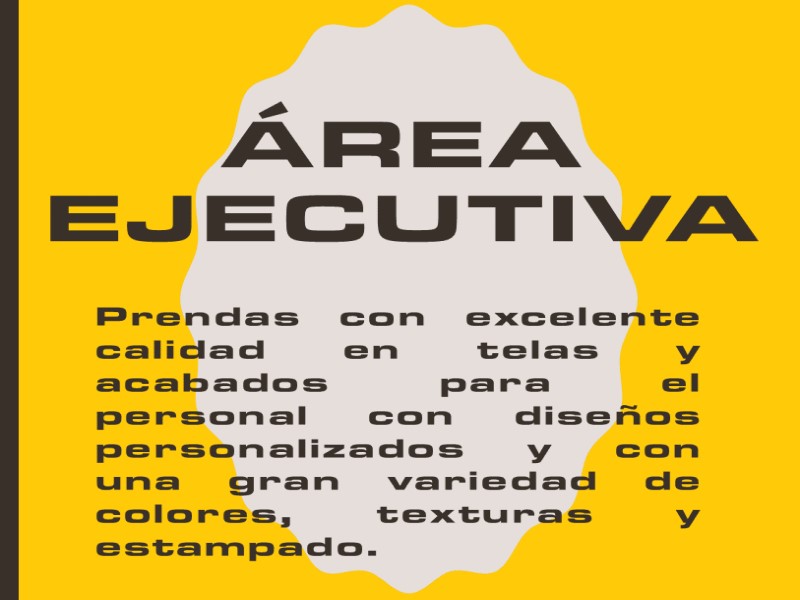 ÁREA
EJECUTIVA
Prendas con excelente
calidad en telas y
acabados para el
personal con diseños
personalizados y con
una gran variedad de
colores, texturas y
estampado.